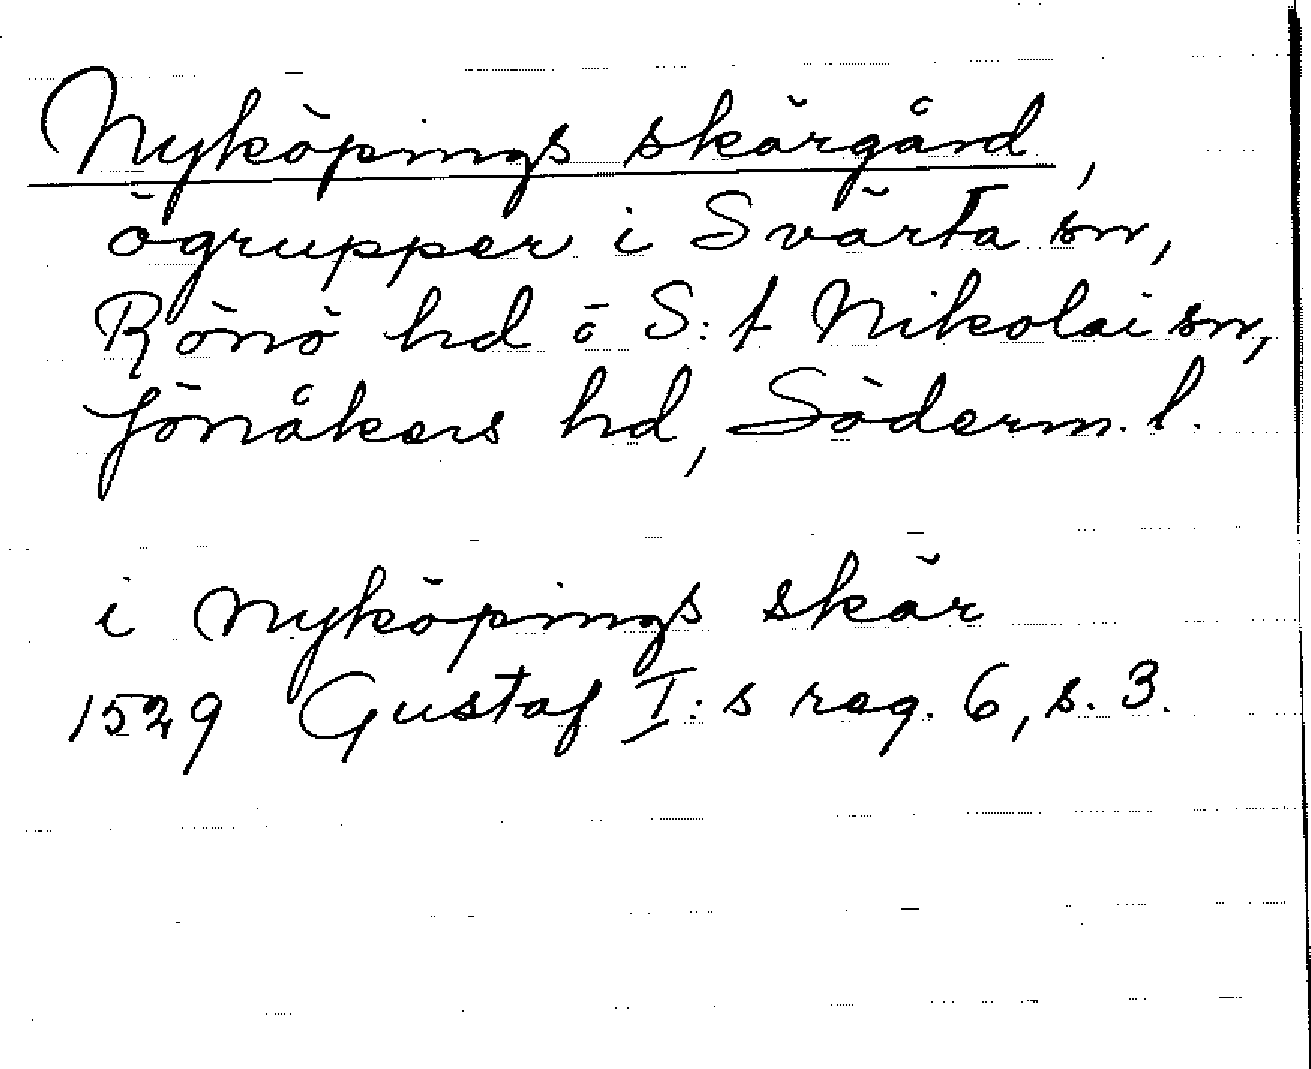 Nyköpings skärgård,
ögrupper i Svärta sn,
Rönö hd o S:t Nikolai sn,
Jönåkers hd, Söderm. l.
i nyköpings skär
1529 Gustaf I:s reg. 6, s. 3.